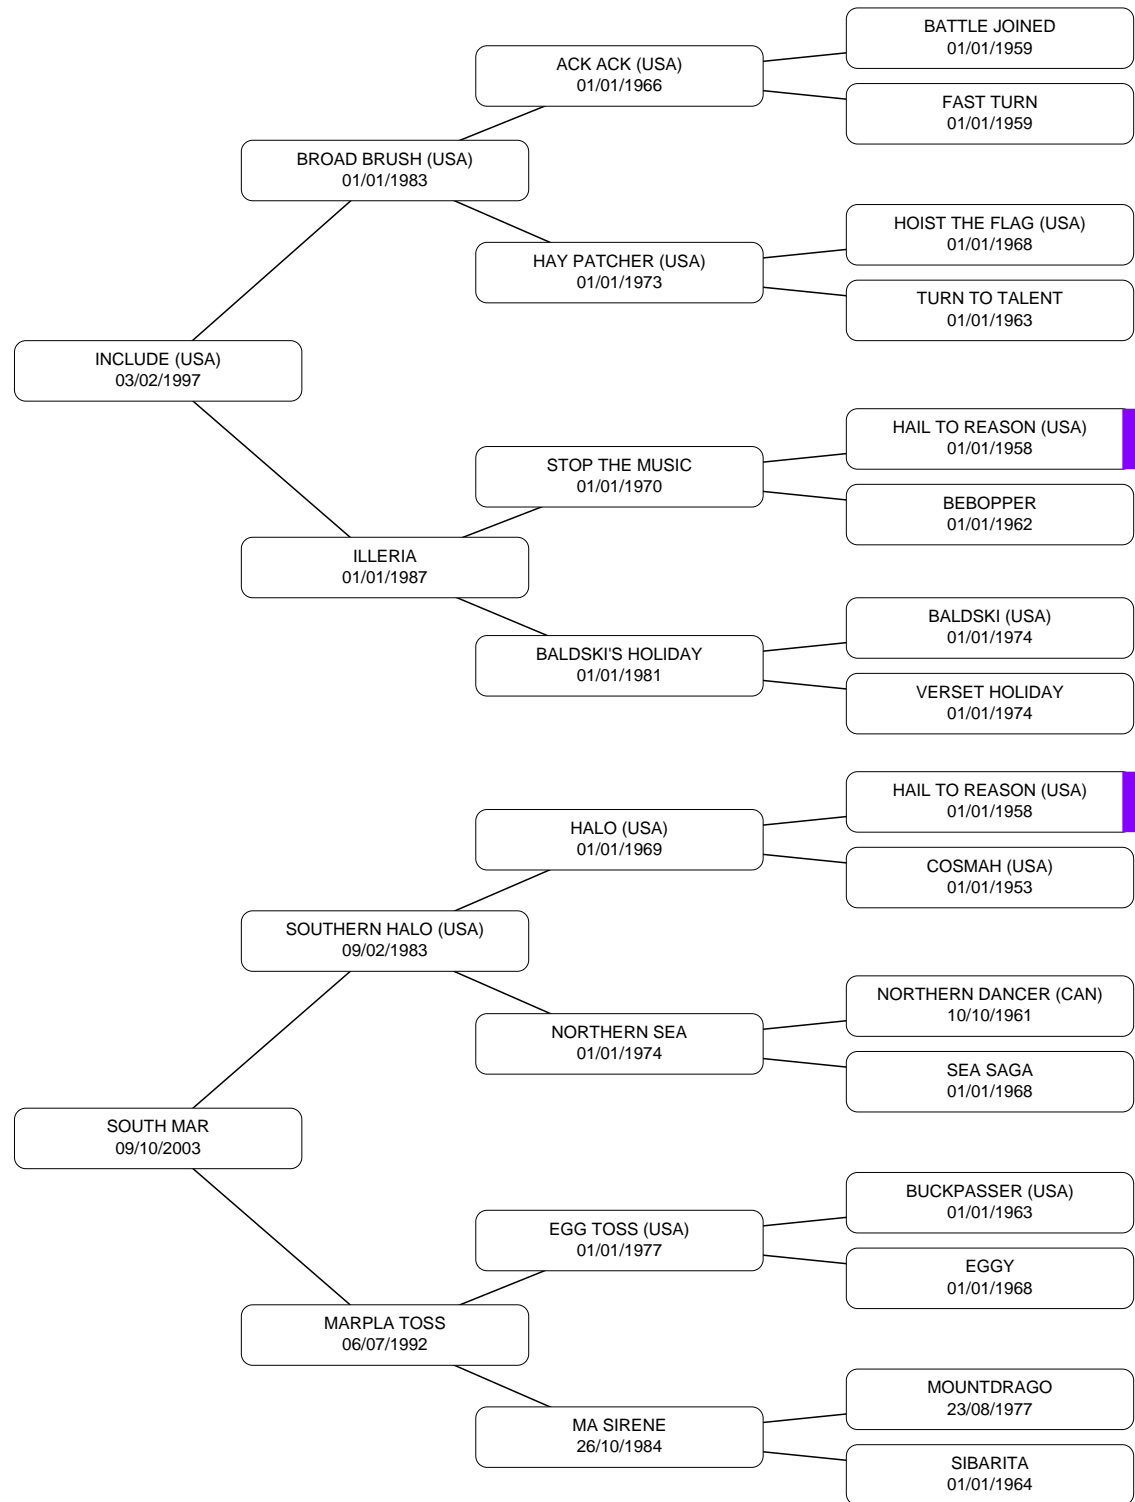 BATTLE JOINED
01/01/1959
ACK ACK (USA)
01/01/1966
FAST TURN
01/01/1959
BROAD BRUSH (USA)
01/01/1983
HOIST THE FLAG (USA)
01/01/1968
HAY PATCHER (USA)
01/01/1973
TURN TO TALENT
01/01/1963
INCLUDE (USA)
03/02/1997
HAIL TO REASON (USA)
01/01/1958
STOP THE MUSIC
01/01/1970
BEBOPPER
01/01/1962
ILLERIA
01/01/1987
BALDSKI (USA)
01/01/1974
BALDSKI'S HOLIDAY
01/01/1981
VERSET HOLIDAY
01/01/1974
HAIL TO REASON (USA)
01/01/1958
HALO (USA)
01/01/1969
COSMAH (USA)
01/01/1953
SOUTHERN HALO (USA)
09/02/1983
NORTHERN DANCER (CAN)
10/10/1961
NORTHERN SEA
01/01/1974
SEA SAGA
01/01/1968
SOUTH MAR
09/10/2003
BUCKPASSER (USA)
01/01/1963
EGG TOSS (USA)
01/01/1977
EGGY
01/01/1968
MARPLA TOSS
06/07/1992
MOUNTDRAGO
23/08/1977
MA SIRENE
26/10/1984
SIBARITA
01/01/1964